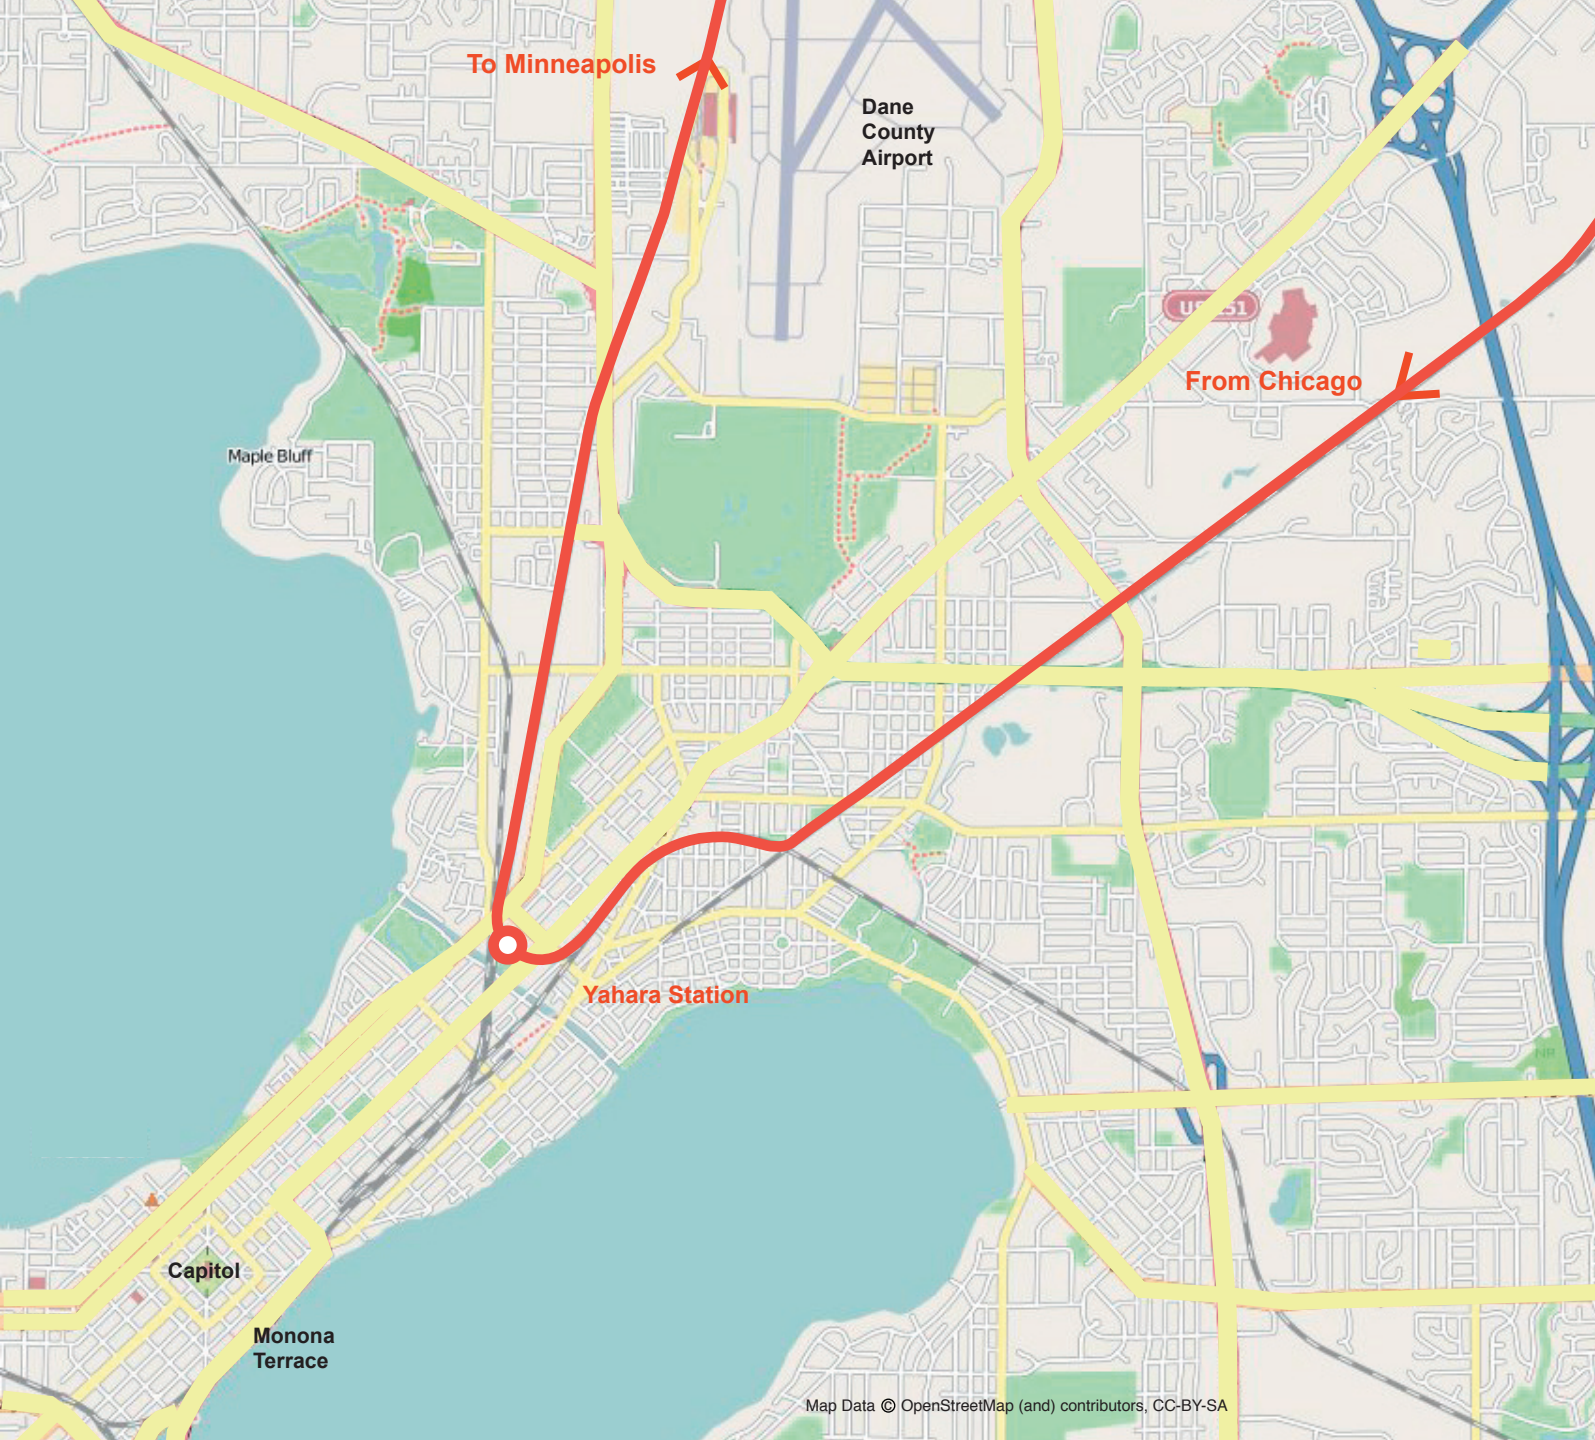 To Minneapolis
Dane
County
Airport
From Chicago
Maple Bluff
Yahara Station
Capitol
Monona
Terrace
Map Data © OpenStreetMap (and) contributors, CC-BY-SA